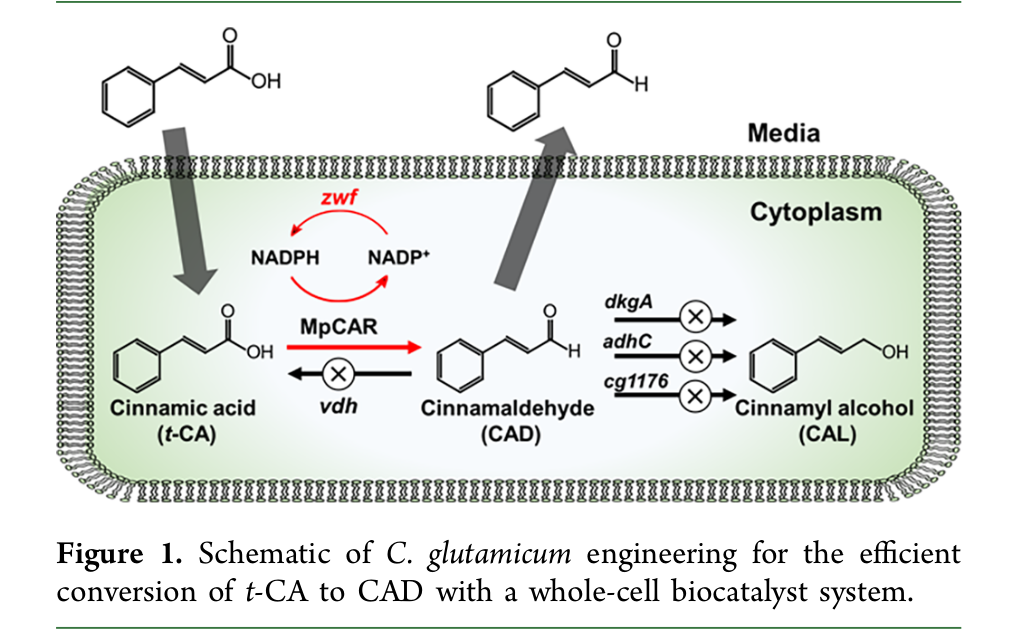 O
OH
O
H
Media
Cytoplasm
zwf
NADPH
NADP⁺
O
OH
MpCAR
vdh
O
H
dkgA
adhC
cg1176
OH
Cinnamic acid
(t-CA)
Cinnamaldehyde
(CAD)
Cinnamyl alcohol
(CAL)
Figure 1. Schematic of C. glutamicum engineering for the efficient
conversion of t-CA to CAD with a whole-cell biocatalyst system.